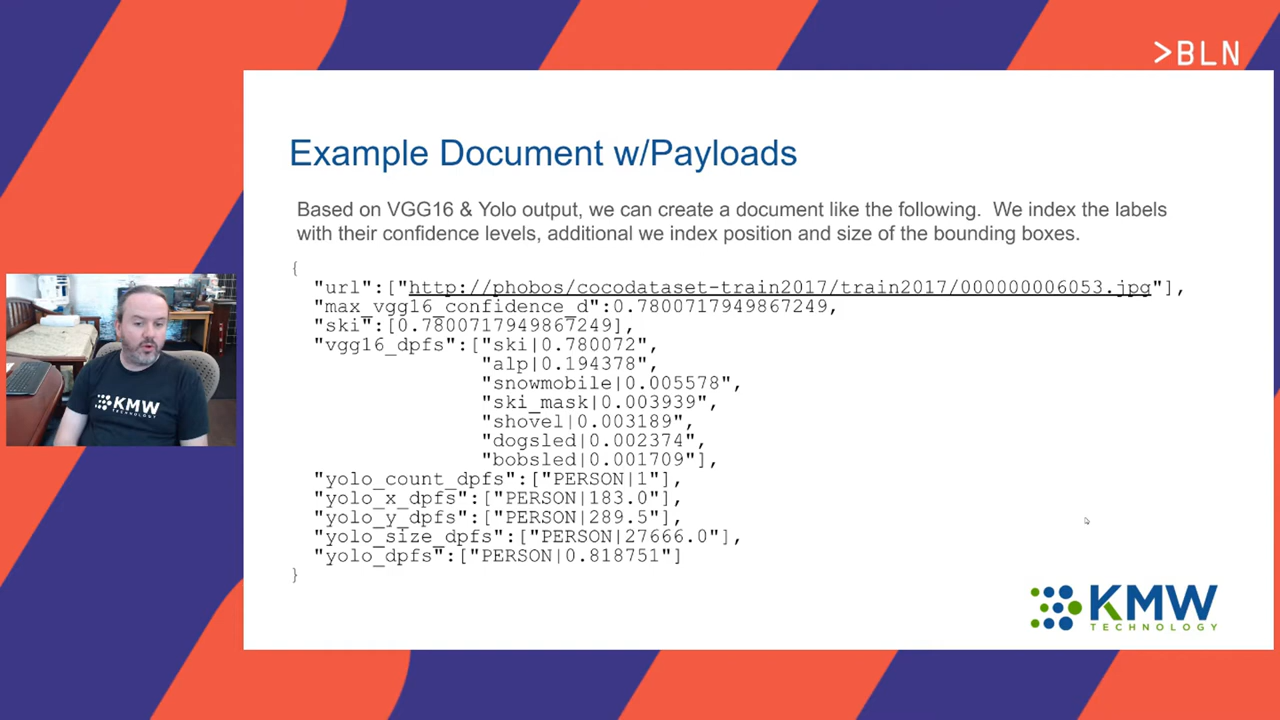 >BLN
Example Document w/Payloads
Based on VGG16 & Yolo output, we can create a document like the following.  We index the labels
with their confidence levels, additional we index position and size of the bounding boxes.
{
"url":["http://phobos/cocodataset-train2017/train2017/000000006053.jpg"],
"max_vgg16_confidence_d":0.7800717949867249,
"ski":[0.7800717949867249],
"vgg16_dpfs":["ski|0.780072",
"alp|0.194378",
"snowmobile|0.005578",
"ski_mask|0.003939",
"shovel|0.003189",
"dogsled|0.002374",
"bobsled|0.001709"],
"yolo_count_dpfs":["PERSON|1"],
"yolo_x_dpfs":["PERSON|183.0"],
"yolo_y_dpfs":["PERSON|289.5"],
"yolo_size_dpfs":["PERSON|27666.0"],
"yolo_dpfs":["PERSON|0.818751"]
}
KMW
TECHNOLOGY
KMW
TECHNOLOGY